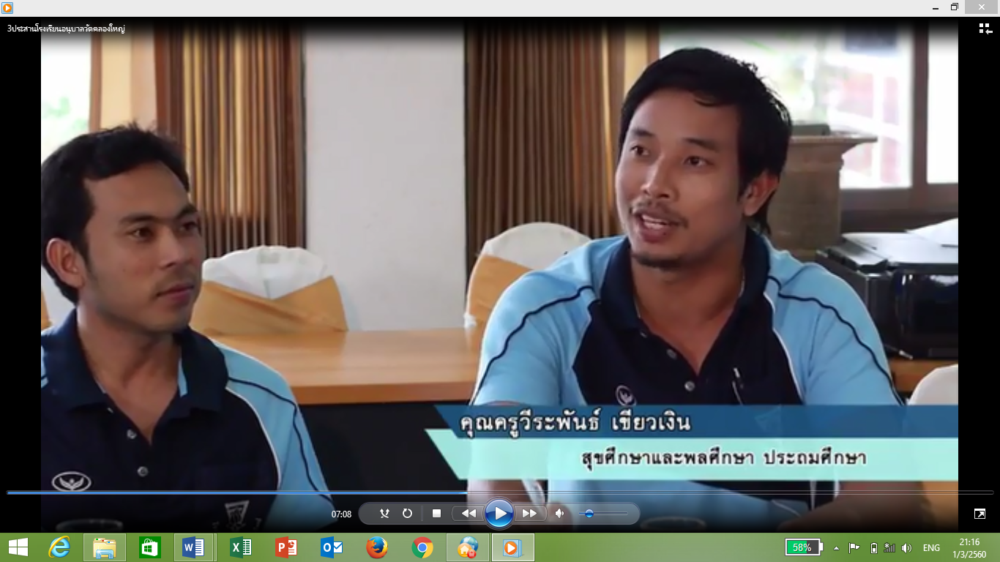 3ประสานโรงเรียนอนุบาลวัดคลองใหญ่
คุณครูวีระพันธ์ เขียวเงิน
สุขศึกษาและพลศึกษา ประถมศึกษา
07:08
58%
ENG
21:16
1/3/2560